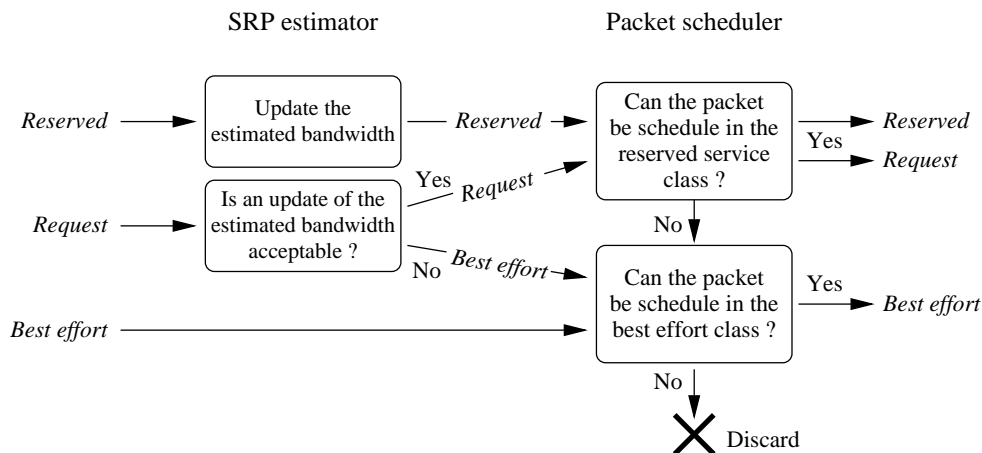 SRP estimator
Packet scheduler
Reserved
Update the
estimated bandwidth
Reserved
Can the packet
be schedule in the
reserved service
class ?
Reserved
Yes
Request
Request
Is an update of the
estimated bandwidth
acceptable ?
Yes
Request
No
Best effort
No
Can the packet
be schedule in the
best effort class ?
Yes
Best effort
Best effort
No
Discard